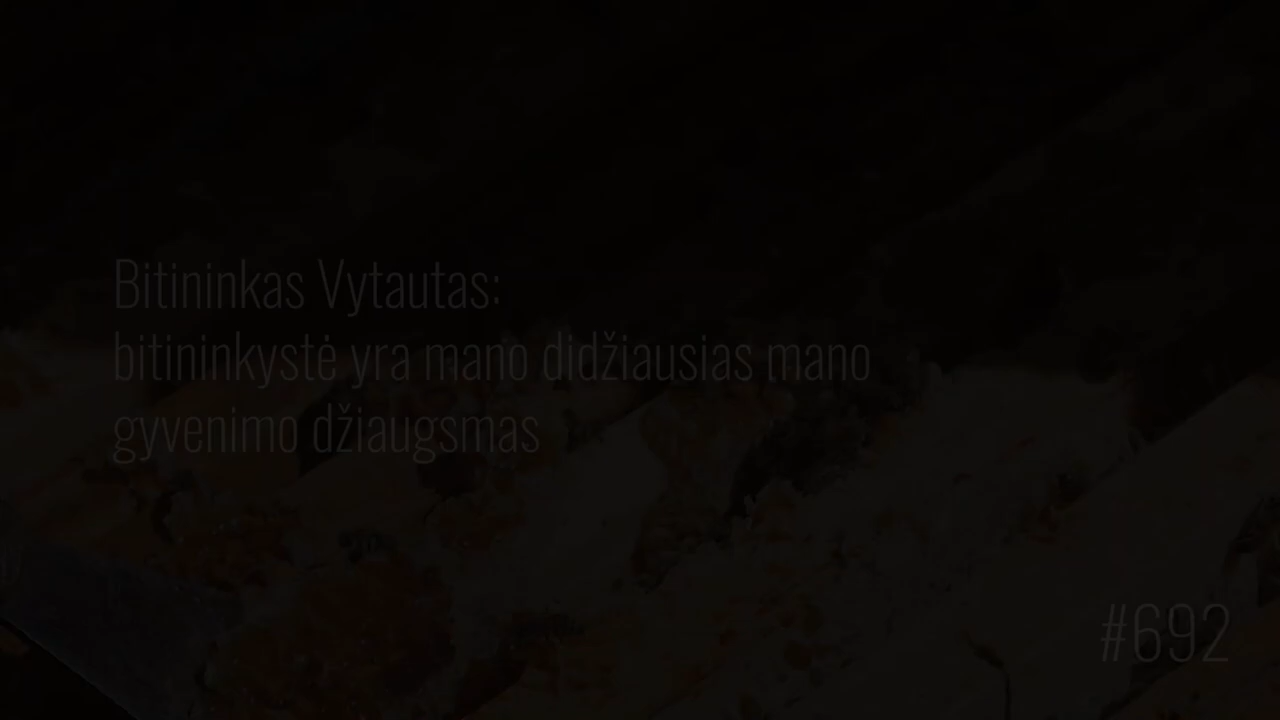 Bitininkas Vytautas:
bitininkystė yra mano didžiausias mano
gyvenimo džiaugsmas
#692